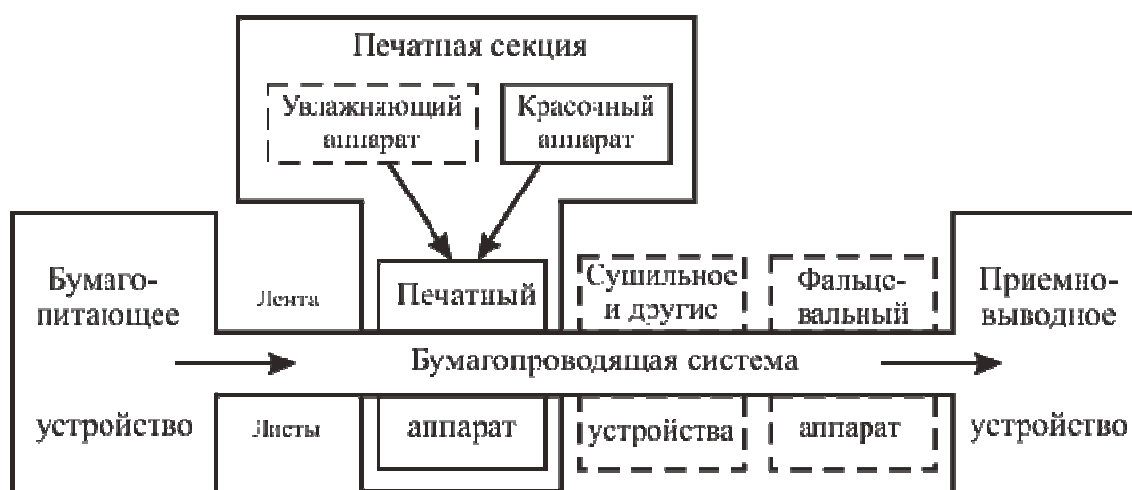 Печатная секция
Увлажняющий
аппарат
Красочный
аппарат
Бумаго-
питающее
устройство
Лента
Листы
Печатный
аппарат
Сушильное
и другие
устройства
Фальце-
вальный
аппарат
Бумагопроводящая система
Приемно-
выводное
устройство